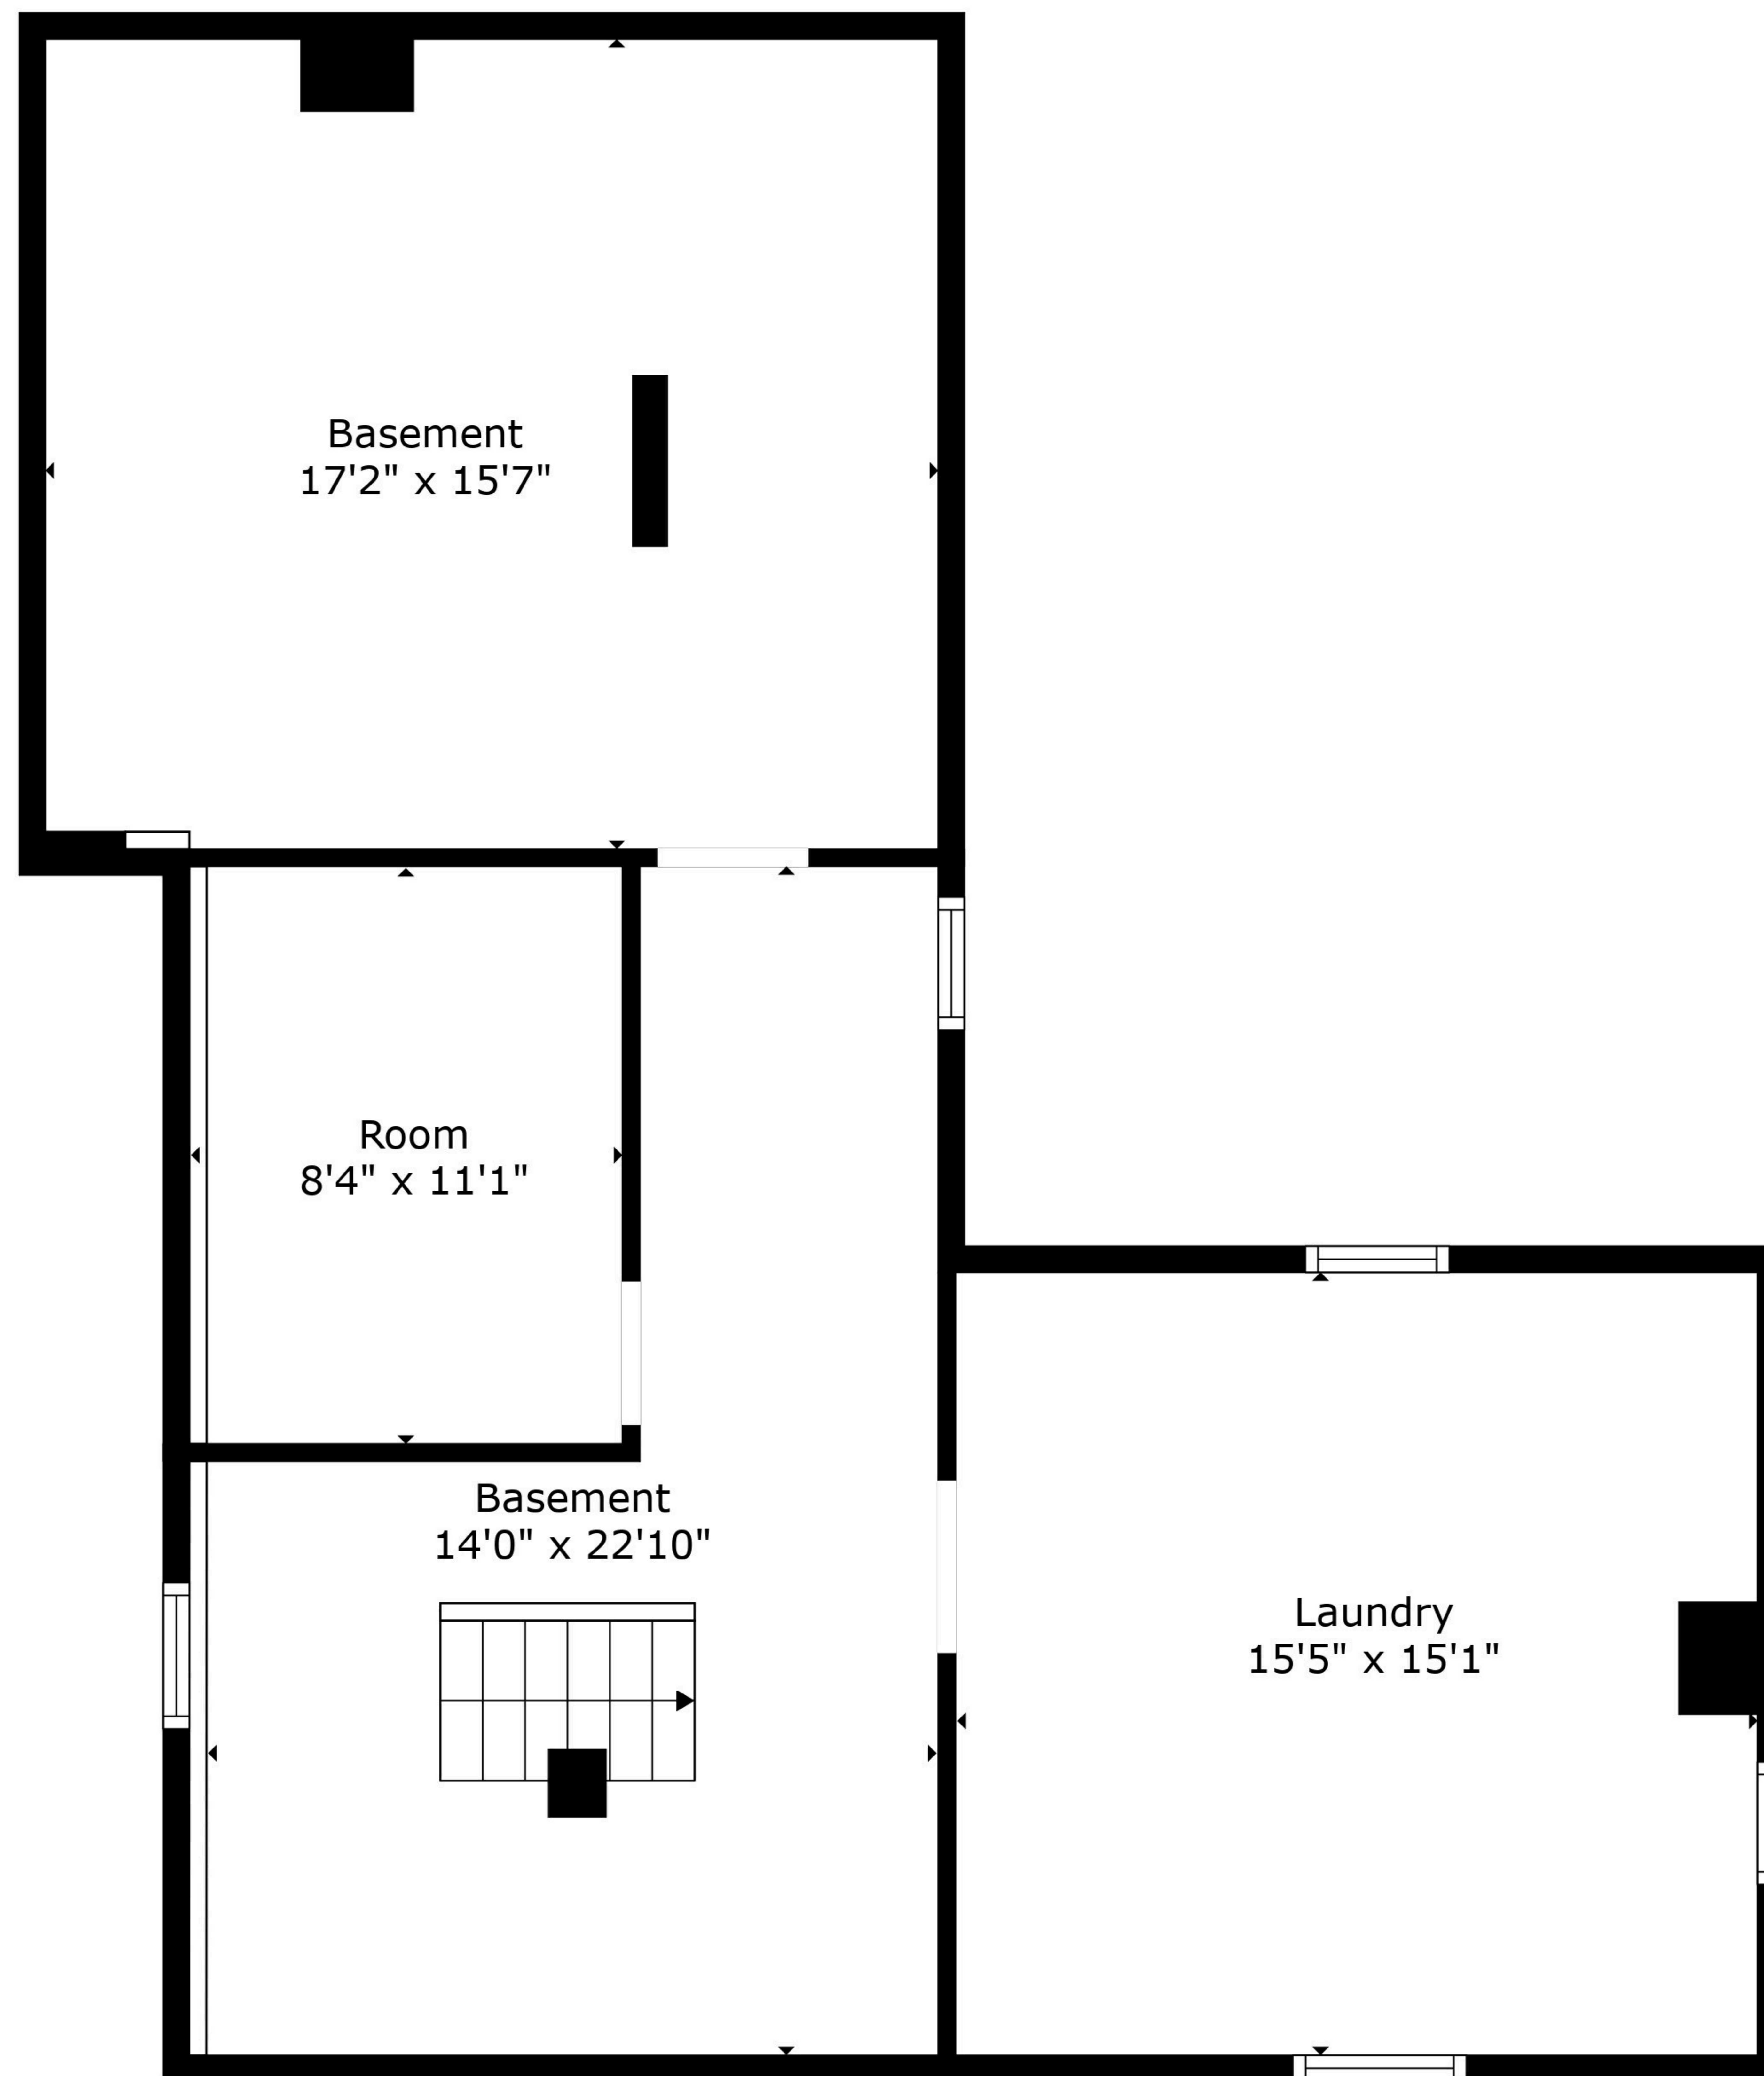 Basement
17'2" x 15'7"
Room
8'4" x 11'1"
Basement
14'0" x 22'10"
Laundry
15'5" x 15'1"